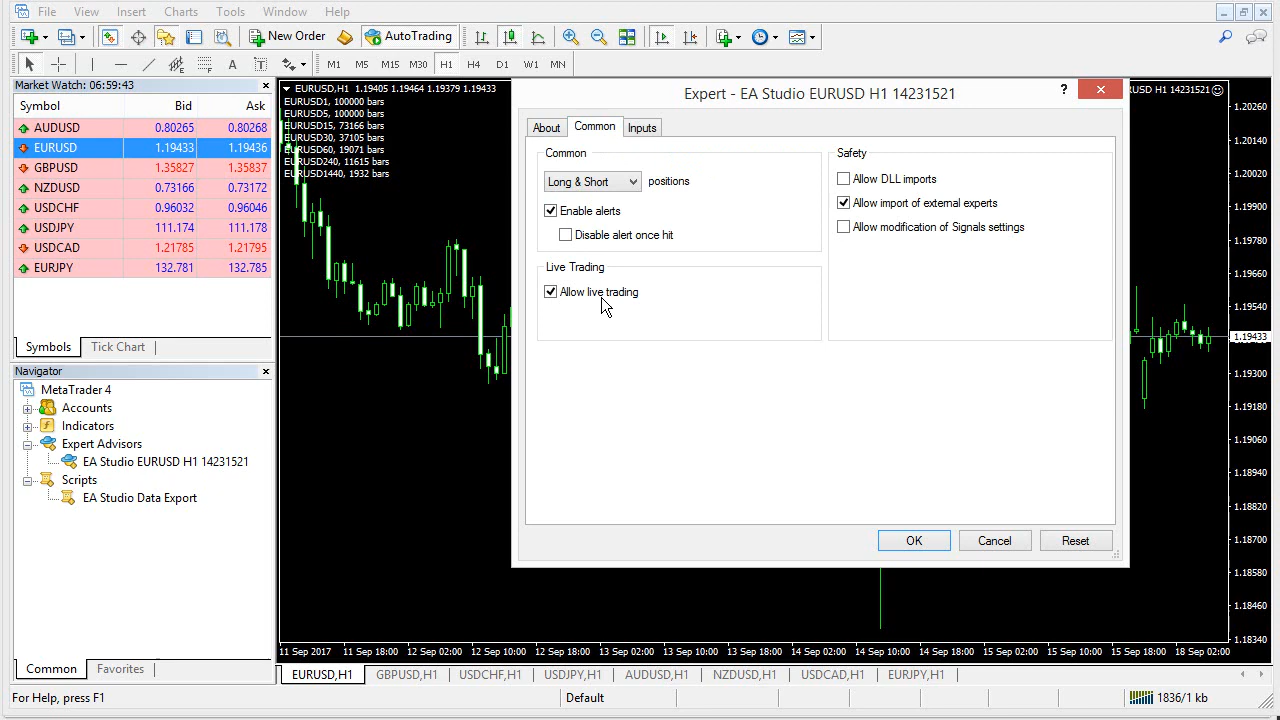 File View Insert Charts Tools Window Help
New Order AutoTrading
A T M1 M5 M15 M30 H1 H4 D1 W1 MN
Market Watch: 06:59:43
Symbol Bid Ask
AUDUSD 0.80265 0.80268
EURUSD 1.19433 1.19436
GBPUSD 1.35827 1.35837
NZDUSD 0.73166 0.73172
USDCHF 0.96032 0.96046
USDJPY 111.174 111.178
USDCAD 1.21785 1.21795
EURJPY 132.781 132.785
Symbols Tick Chart
Navigator
MetaTrader 4
Accounts
Indicators
Expert Advisors
EA Studio EURUSD H1 14231521
Scripts
EA Studio Data Export
Common Favorites
EURUSD,H1 1.19405 1.19464 1.19379 1.19433
EURUSD1, 100000 bars
EURUSD5, 100000 bars
EURUSD15, 73166 bars
EURUSD30, 37105 bars
EURUSD60, 19071 bars
EURUSD240, 11615 bars
EURUSD1440, 1932 bars
Expert - EA Studio EURUSD H1 14231521
?
About Common Inputs
Common
Long & Short positions
Enable alerts
Disable alert once hit
Live Trading
Allow live trading
Safety
Allow DLL imports
Allow import of external experts
Allow modification of Signals settings
OK Cancel Reset
USD H1 14231521
1.20260
1.20140
1.20020
1.19900
1.19780
1.19660
1.19540
1.19433
1.19300
1.19180
1.19060
1.18940
1.18820
1.18700
1.18580
1.18460
1.18340
11 Sep 2017 11 Sep 18:00 12 Sep 02:00 12 Sep 10:00 12 Sep 18:00 13 Sep 02:00 13 Sep 10:00 13 Sep 18:00 14 Sep 02:00 14 Sep 10:00 14 Sep 18:00 15 Sep 02:00 15 Sep 10:00 15 Sep 18:00 18 Sep 02:00
EURUSD,H1 GBPUSD,H1 USDCHF,H1 USDJPY,H1 AUDUSD,H1 NZDUSD,H1 USDCAD,H1 EURJPY,H1
For Help, press F1 Default 1836/1 kb